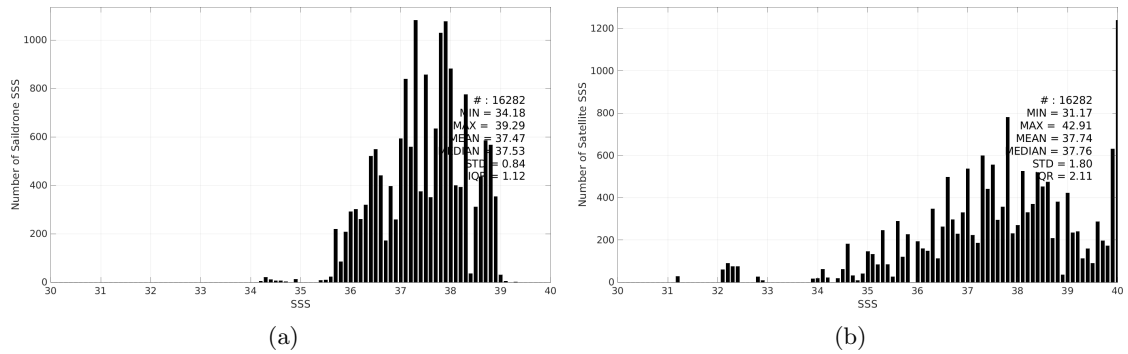 1000
800
600
400
200
0
30 31 32 33 34 35 36 37 38 39 40
SSS
Number of Saildrone SSS
# : 16282
MIN = 34.18
MAX = 39.29
MEAN = 37.47
MEDIAN = 37.53
STD = 0.84
IQR = 1.12
(a)
1200
1000
800
600
400
200
0
30 31 32 33 34 35 36 37 38 39 40
SSS
Number of Satellite SSS
# : 16282
MIN = 31.17
MAX = 42.91
MEAN = 37.74
MEDIAN = 37.76
STD = 1.80
IQR = 2.11
(b)